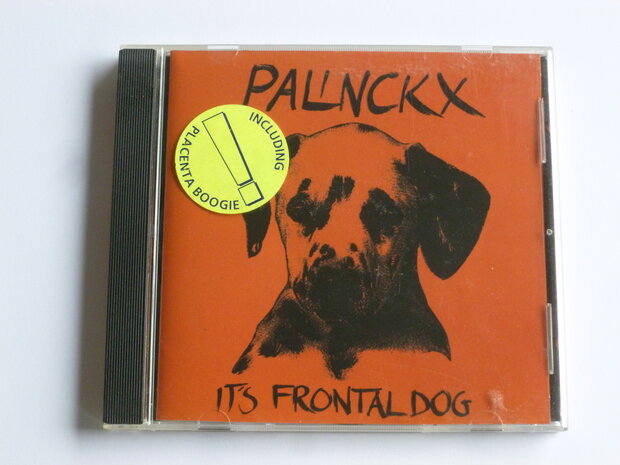 PALINCKX
INCLUDING
!
PLACENTA BOOGIE
IT'S FRONTAL DOG